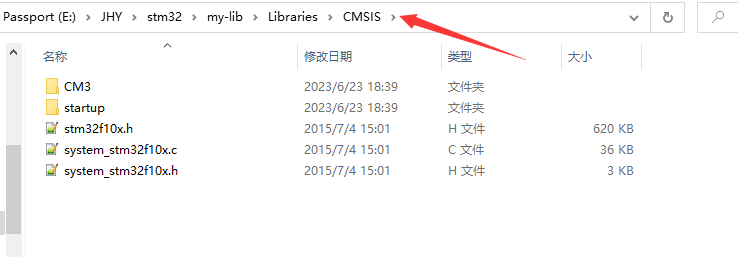 Passport (E:) > JHY > stm32 > my-lib > Libraries > CMSIS >
名称 修改日期 类型 大小
CM3 2023/6/23 18:39 文件夹
startup 2023/6/23 18:39 文件夹
stm32f10x.h 2015/7/4 15:01 H 文件 620 KB
system_stm32f10x.c 2015/7/4 15:01 C 文件 36 KB
system_stm32f10x.h 2015/7/4 15:01 H 文件 3 KB